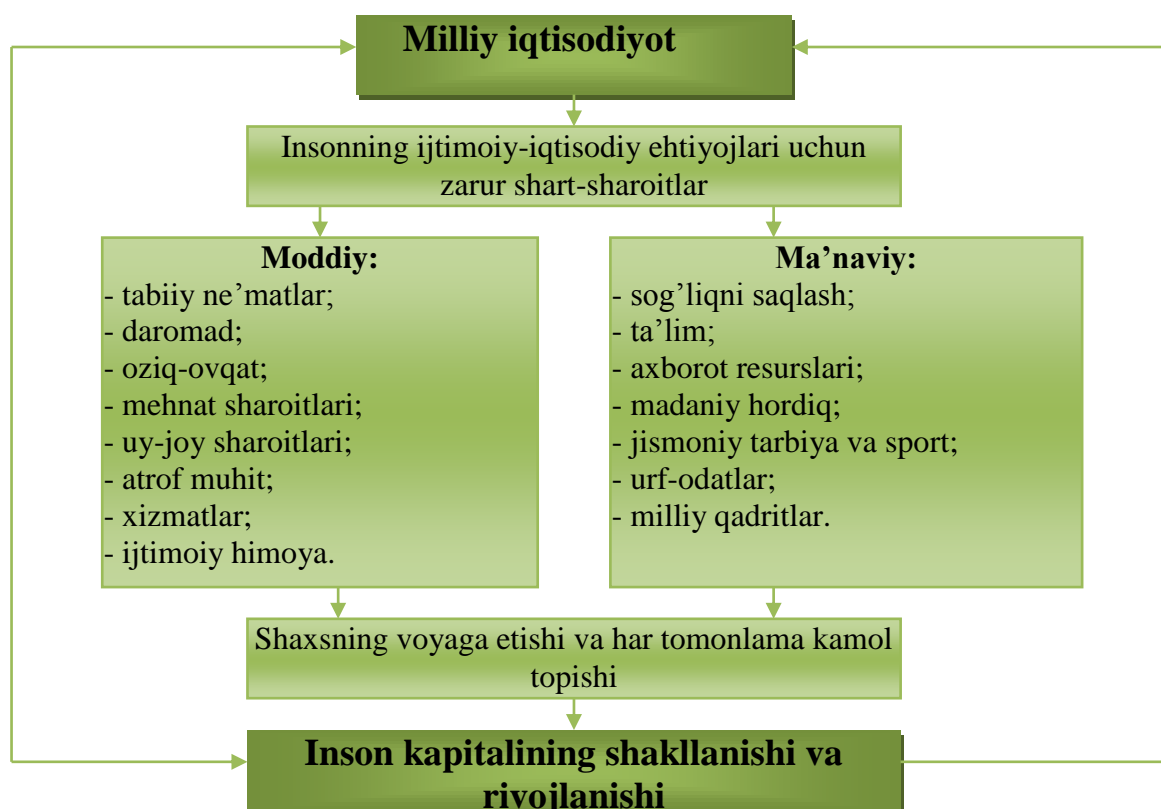 Milliy iqtisodiyot
Insonning ijtimoiy-iqtisodiy ehtiyojlari uchun
zarur shart-sharoitlar
Moddiy:
- tabiiy ne’matlar;
- daromad;
- oziq-ovqat;
- mehnat sharoitlari;
- uy-joy sharoitlari;
- atrof muhit;
- xizmatlar;
- ijtimoiy himoya.
Ma’naviy:
- sog’liqni saqlash;
- ta’lim;
- axborot resurslari;
- madaniy hordiq;
- jismoniy tarbiya va sport;
- urf-odatlar;
- milliy qadritlar.
Shaxsning voyaga etishi va har tomonlama kamol
topishi
Inson kapitalining shakllanishi va
rivojlanishi